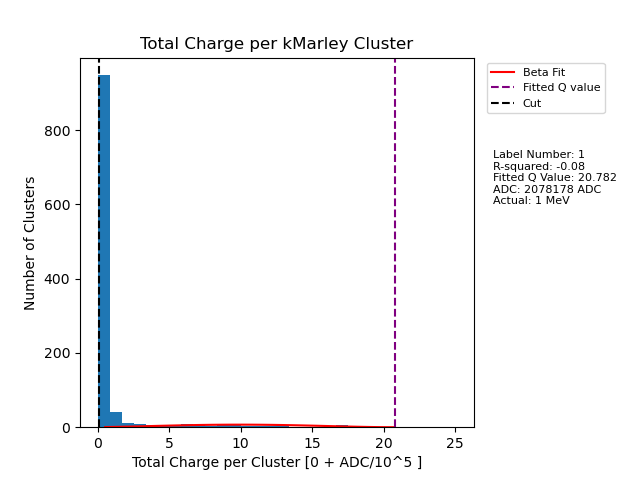 Total Charge per kMarley Cluster
Beta Fit
Fitted Q value
Cut
Label Number: 1
R-squared: -0.08
Fitted Q Value: 20.782
ADC: 2078178 ADC
Actual: 1 MeV
Number of Clusters
800
600
400
200
0
0 5 10 15 20 25
Total Charge per Cluster [0 + ADC/10^5 ]